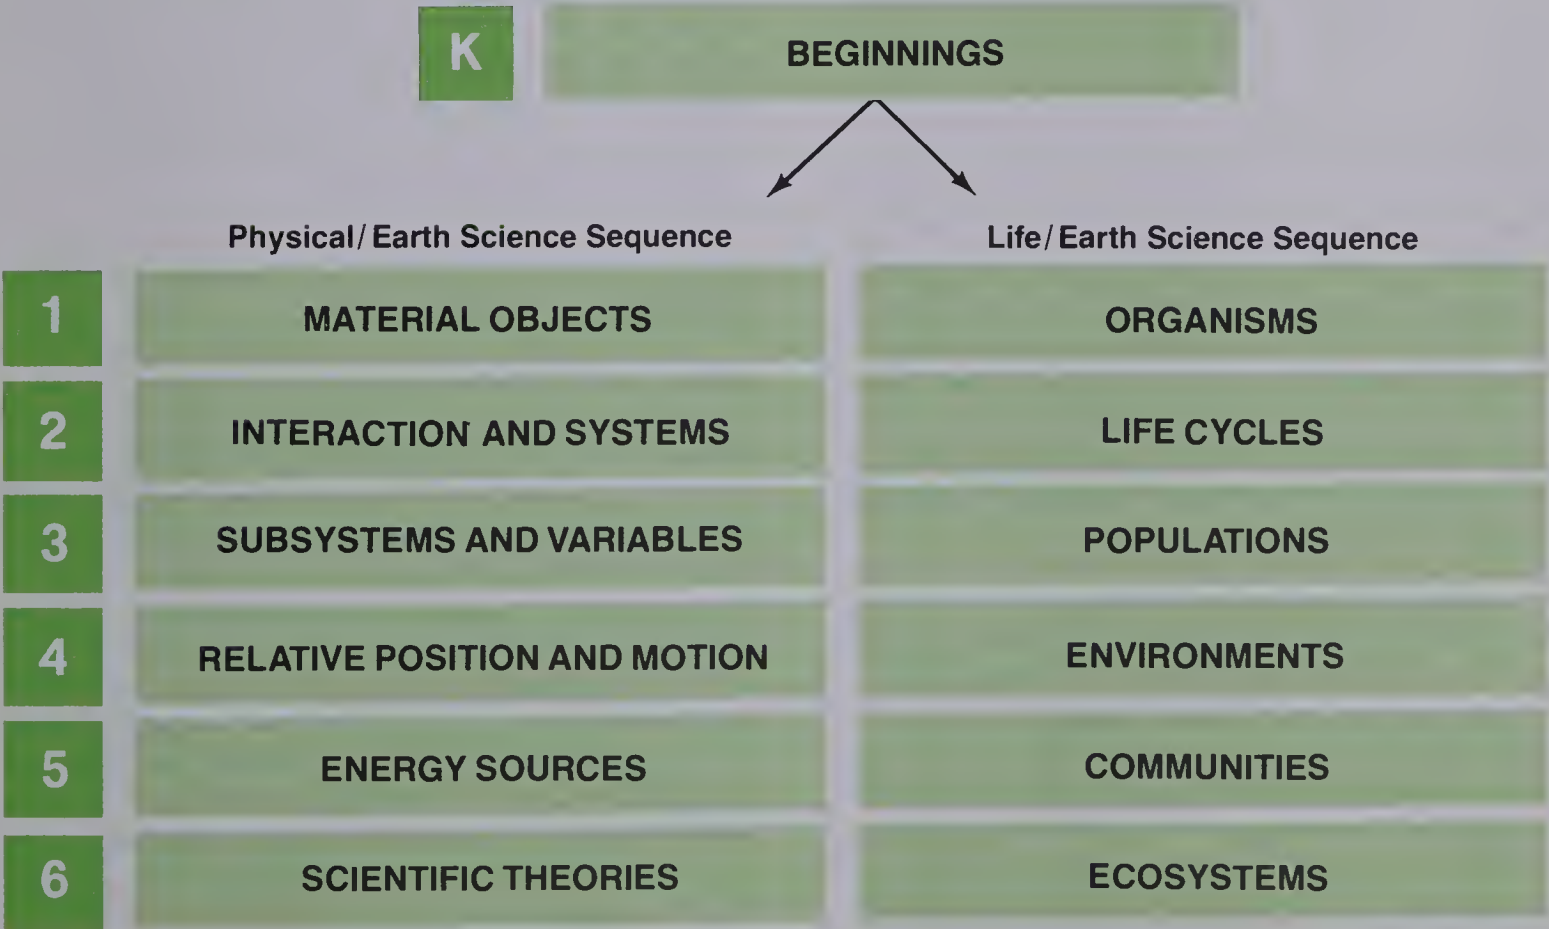 K BEGINNINGS
Physical/Earth Science Sequence Life/Earth Science Sequence
1 MATERIAL OBJECTS ORGANISMS
2 INTERACTION AND SYSTEMS LIFE CYCLES
3 SUBSYSTEMS AND VARIABLES POPULATIONS
4 RELATIVE POSITION AND MOTION ENVIRONMENTS
5 ENERGY SOURCES COMMUNITIES
6 SCIENTIFIC THEORIES ECOSYSTEMS